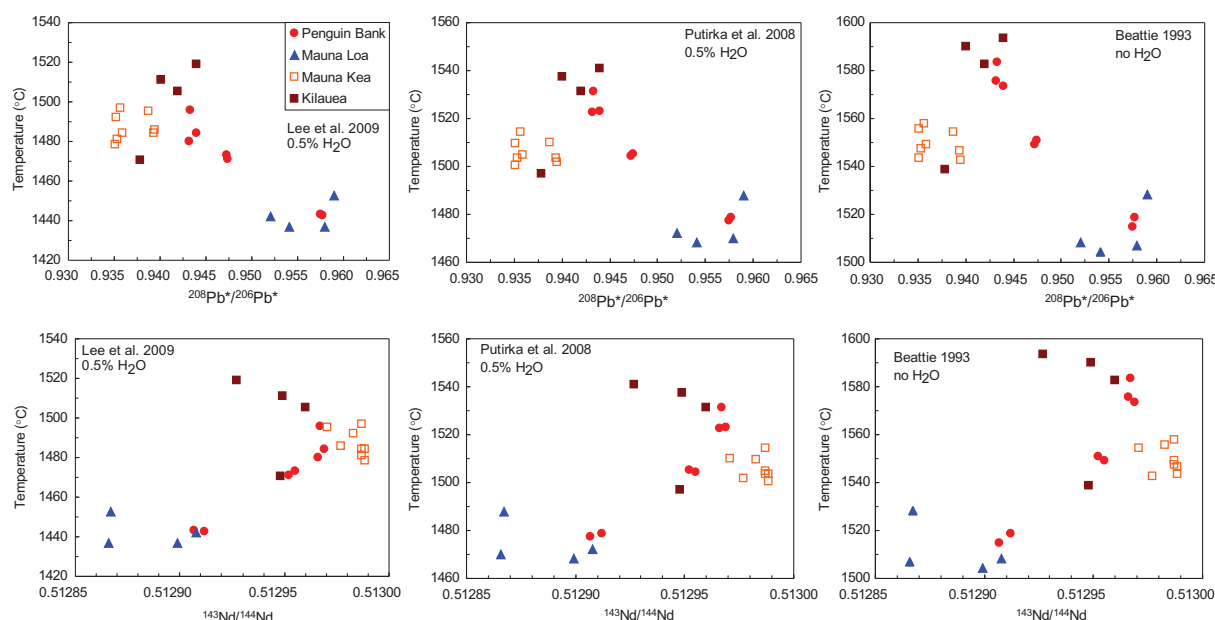 1540
1520
1500
1480
1460
1440
1420
Temperature (°C)
Penguin Bank
Mauna Loa
Mauna Kea
Kilauea
Lee et al. 2009
0.5% H2O
0.930 0.935 0.940 0.945 0.950 0.955 0.960 0.965
208Pb*/206Pb*
1560
1540
1520
1500
1480
1460
Temperature (°C)
Putirka et al. 2008
0.5% H2O
0.930 0.935 0.940 0.945 0.950 0.955 0.960 0.965
208Pb*/206Pb*
1600
1580
1560
1540
1520
1500
Temperature (°C)
Beattie 1993
no H2O
0.930 0.935 0.940 0.945 0.950 0.955 0.960 0.965
208Pb*/206Pb*
1540
1520
1500
1480
1460
1440
1420
Temperature (°C)
Lee et al. 2009
0.5% H2O
0.51285 0.51290 0.51295 0.51300
143Nd/144Nd
1560
1540
1520
1500
1480
1460
Temperature (°C)
Putirka et al. 2008
0.5% H2O
0.51285 0.51290 0.51295 0.51300
143Nd/144Nd
1600
1580
1560
1540
1520
1500
Temperature (°C)
Beattie 1993
no H2O
0.51285 0.51290 0.51295 0.51300
143Nd/144Nd